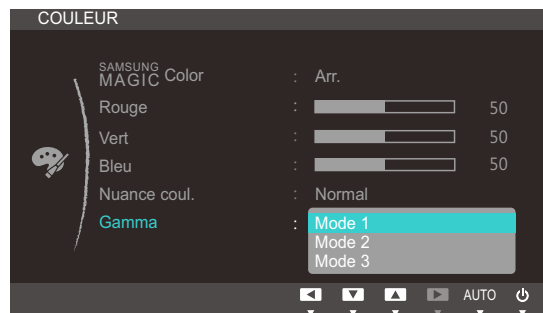 COULEUR
SAMSUNG MAGIC Color : Arr.
Rouge : 50
Vert : 50
Bleu : 50
Nuance coul. : Normal
Gamma : Mode 1
Mode 2
Mode 3
AUTO